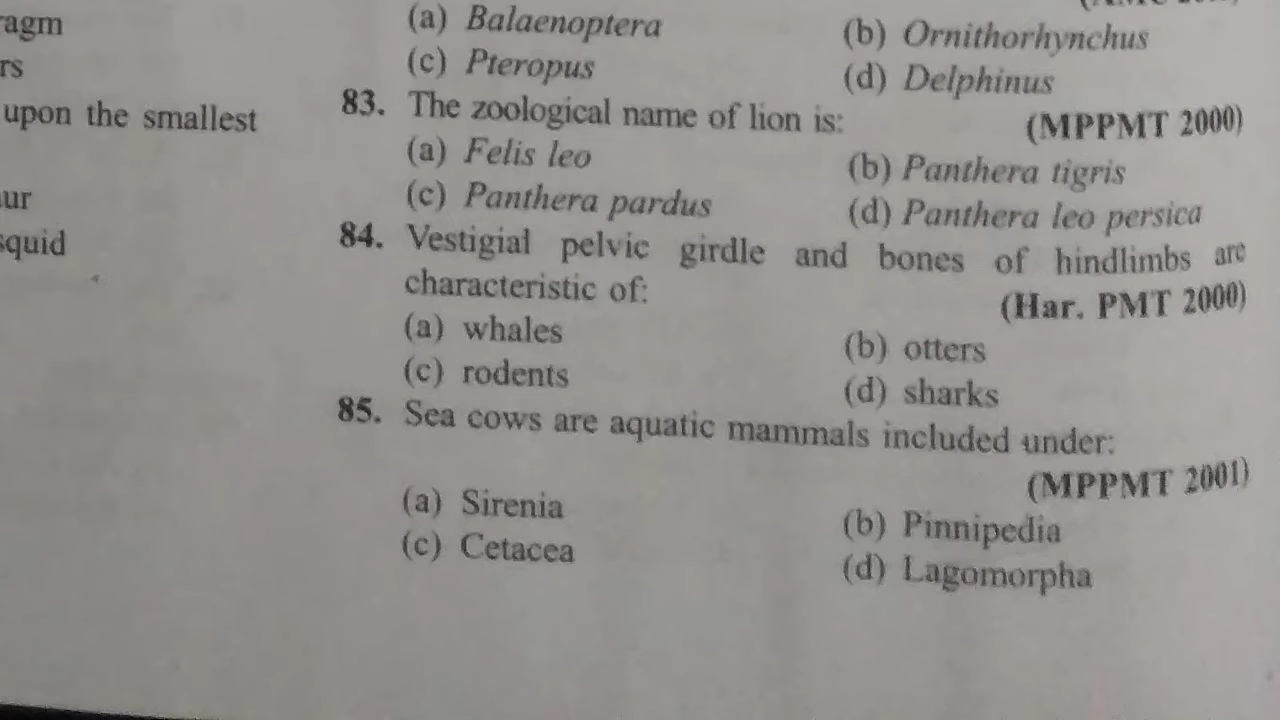 agm
rs
upon the smallest
ur
squid
(a) Balaenoptera (b) Ornithorhynchus
(c) Pteropus (d) Delphinus
83. The zoological name of lion is: (MPPMT 2000)
(a) Felis leo (b) Panthera tigris
(c) Panthera pardus (d) Panthera leo persica
84. Vestigial pelvic girdle and bones of hindlimbs are
characteristic of: (Har. PMT 2000)
(a) whales (b) otters
(c) rodents (d) sharks
85. Sea cows are aquatic mammals included under:
(MPPMT 2001)
(a) Sirenia (b) Pinnipedia
(c) Cetacea (d) Lagomorpha